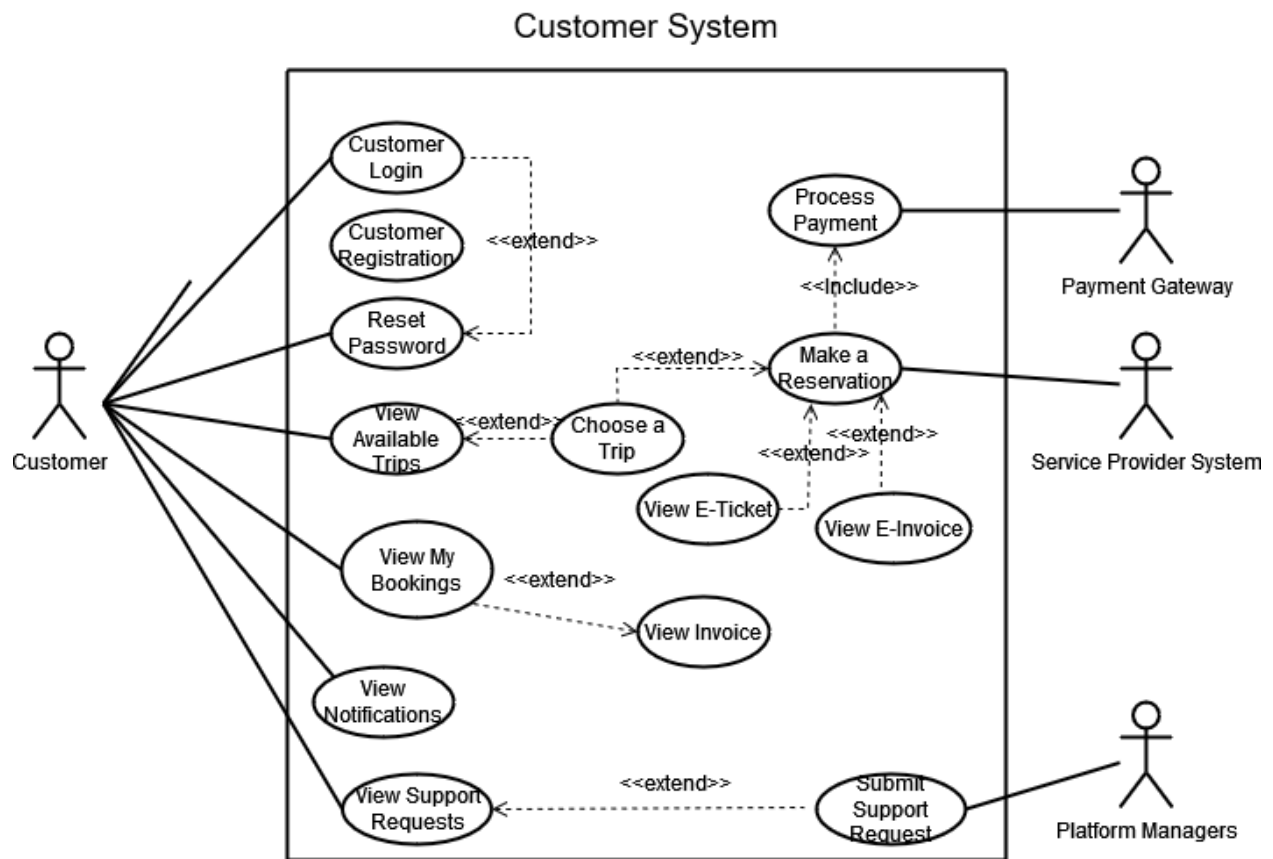 Customer System
Customer
Login
Customer
Registration
<<extend>>
Reset
Password
View
Available
Trips
<<extend>>
Choose a
Trip
<<extend>>
Process
Payment
<<Include>>
Make a
Reservation
<<extend>>
<<extend>>
View E-Ticket
View E-Invoice
View My
Bookings
<<extend>>
View Invoice
View
Notifications
View Support
Requests
<<extend>>
Submit
Support
Request
Customer
Payment Gateway
Service Provider System
Platform Managers